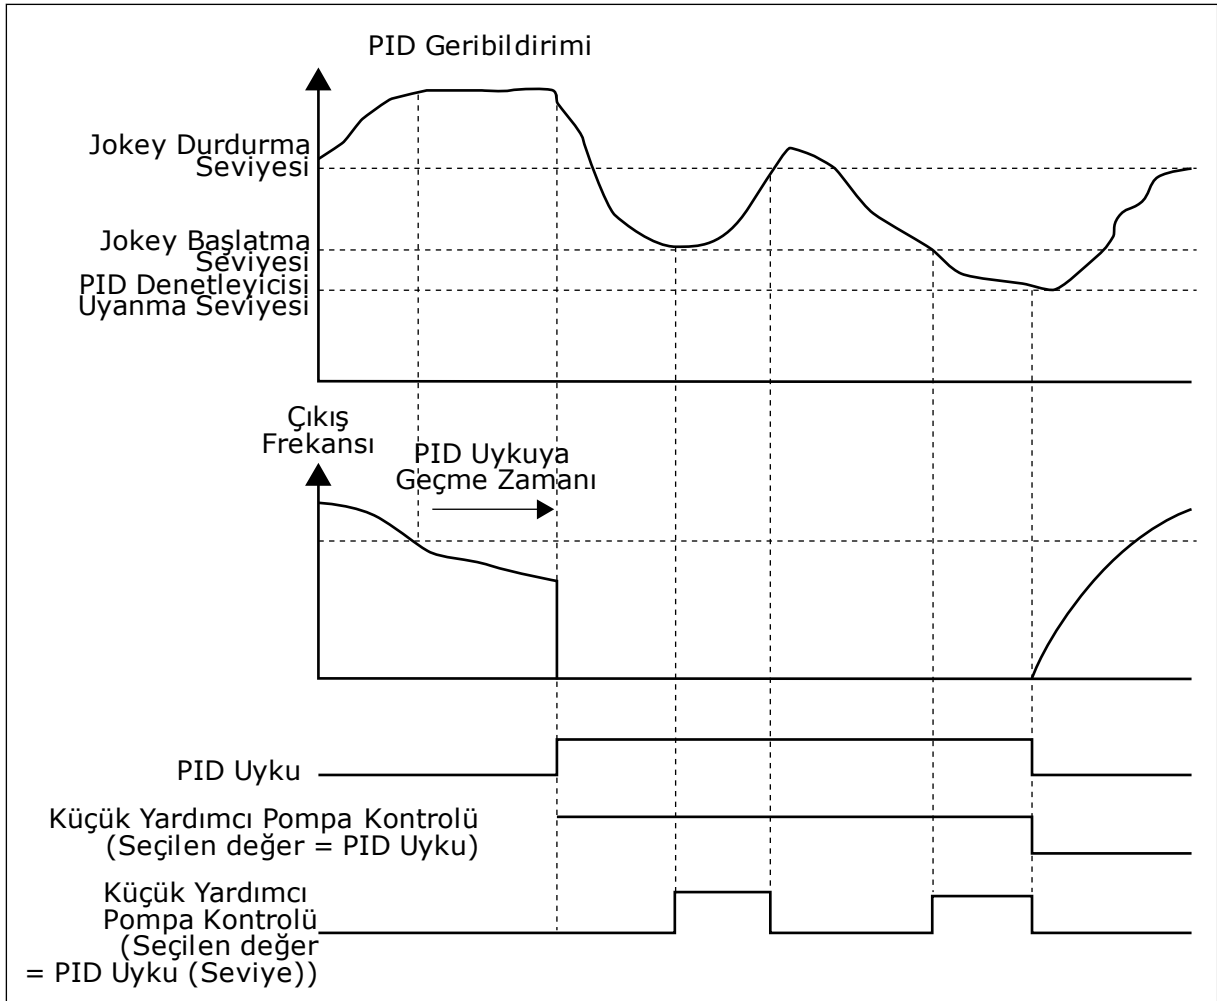 PID Geribildirimi
Jokey Durdurma
Seviyesi
Jokey Başlatma
Seviyesi
PID Denetleyicisi
Uyanma Seviyesi
Çıkış
Frekansı
PID Uykuya
Geçme Zamanı
PID Uyku
Küçük Yardımcı Pompa Kontrolü
(Seçilen değer = PID Uyku)
Küçük Yardımcı
Pompa Kontrolü
(Seçilen değer
= PID Uyku (Seviye))